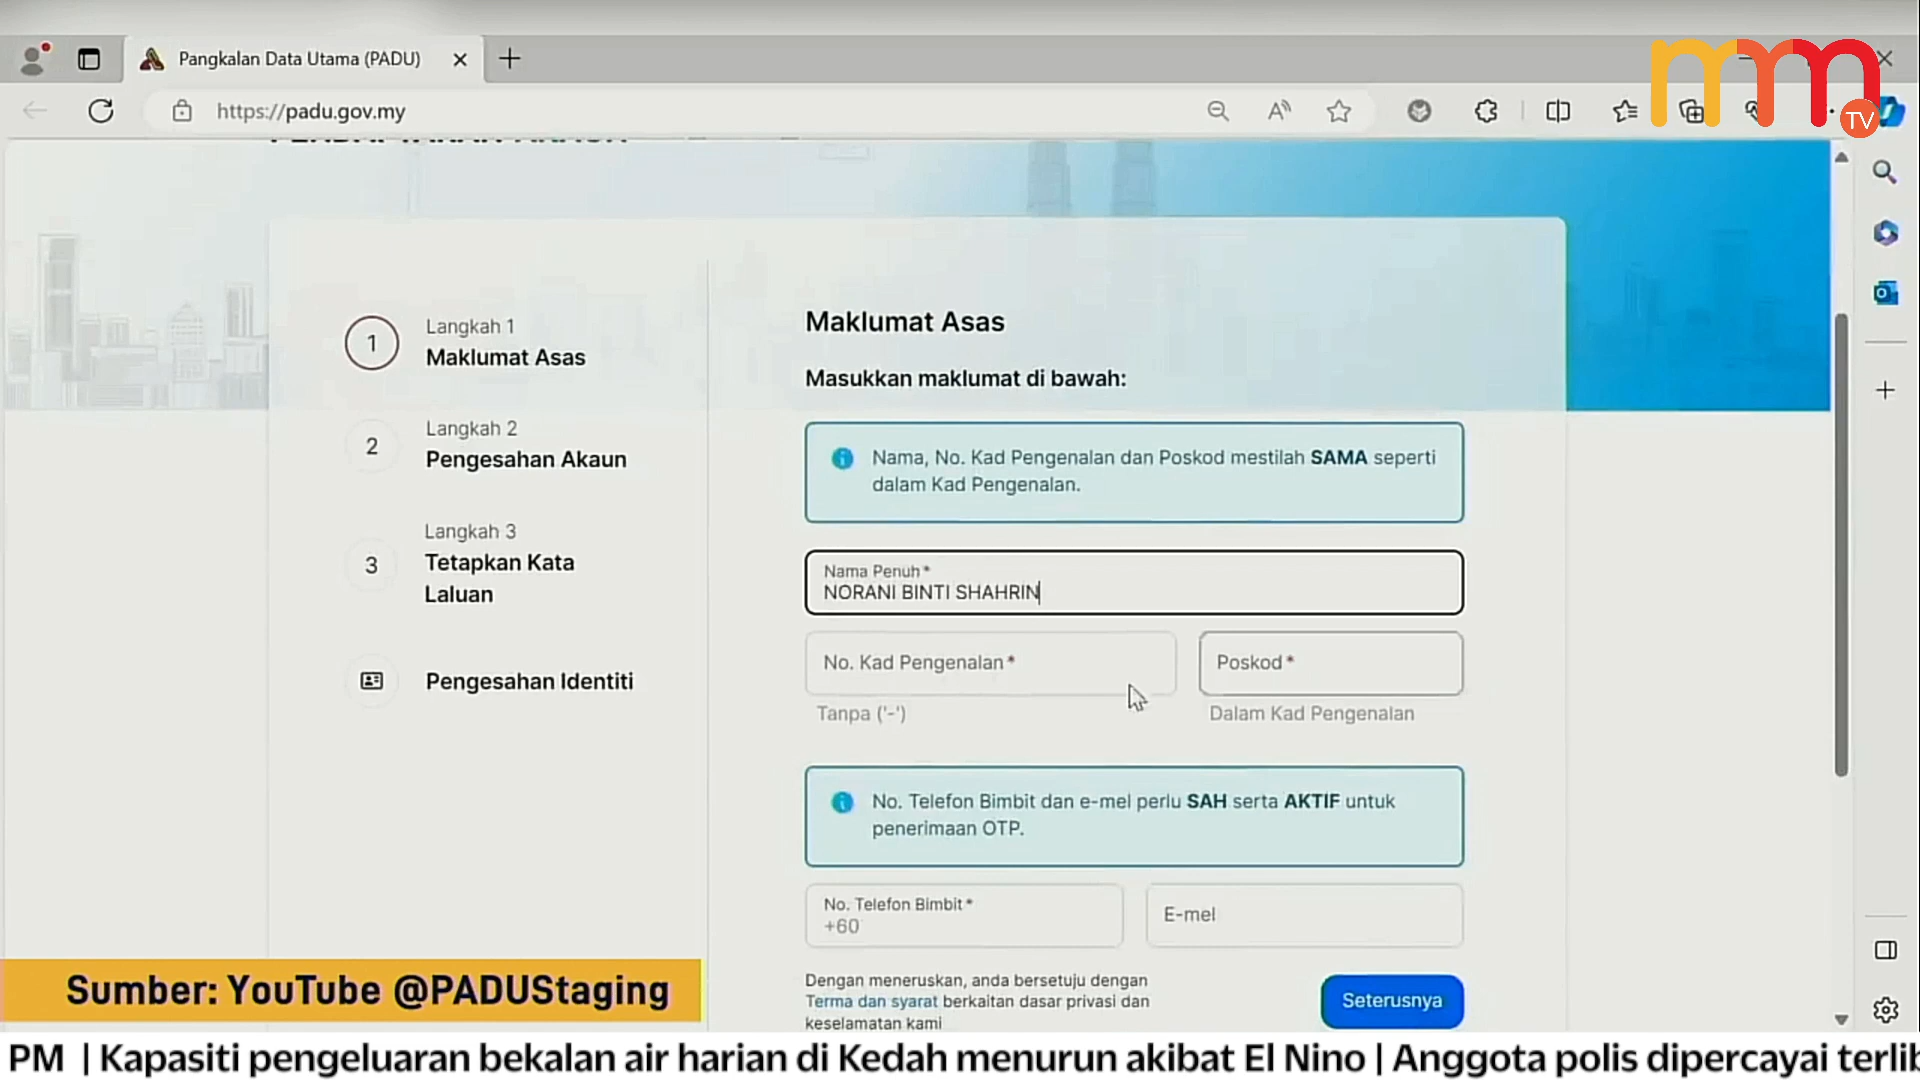 Pangkalan Data Utama (PADU)
https://padu.gov.my
mm
TV
Langkah 1
Maklumat Asas
Langkah 2
Pengesahan Akaun
Langkah 3
Tetapkan Kata
Laluan
Pengesahan Identiti
1
2
3
Maklumat Asas
Masukkan maklumat di bawah:
Nama, No. Kad Pengenalan dan Poskod mestilah SAMA seperti
dalam Kad Pengenalan.
Nama Penuh*
NORANI BINTI SHAHRIN
No. Kad Pengenalan*
Poskod*
Tanpa ('-')
Dalam Kad Pengenalan
No. Telefon Bimbit dan e-mel perlu SAH serta AKTIF untuk
penerimaan OTP.
No. Telefon Bimbit*
+60
E-mel
Dengan meneruskan, anda bersetuju dengan
Terma dan syarat berkaitan dasar privasi dan
keselamatan kami
Seterusnya
Sumber: YouTube @PADUStaging
PM | Kapasiti pengeluaran bekalan air harian di Kedah menurun akibat El Nino | Anggota polis dipercayai